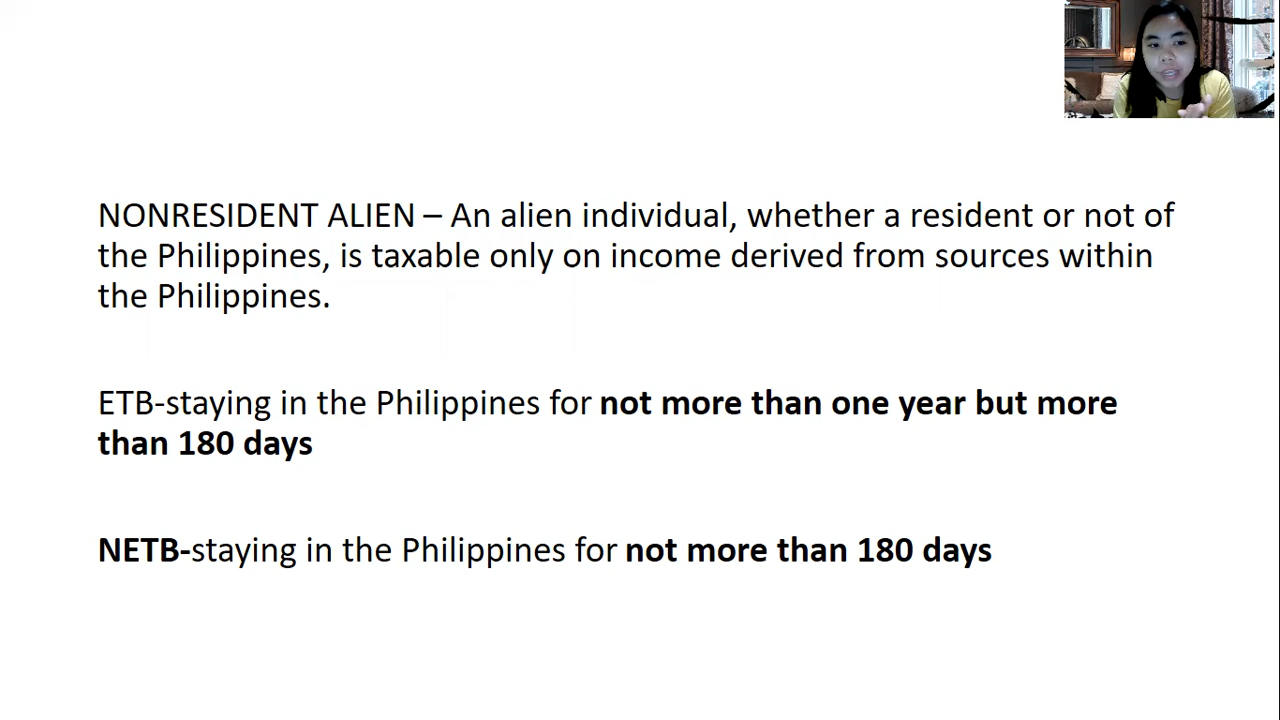 NONRESIDENT ALIEN – An alien individual, whether a resident or not of
the Philippines, is taxable only on income derived from sources within
the Philippines.
ETB-staying in the Philippines for not more than one year but more
than 180 days
NETB-staying in the Philippines for not more than 180 days